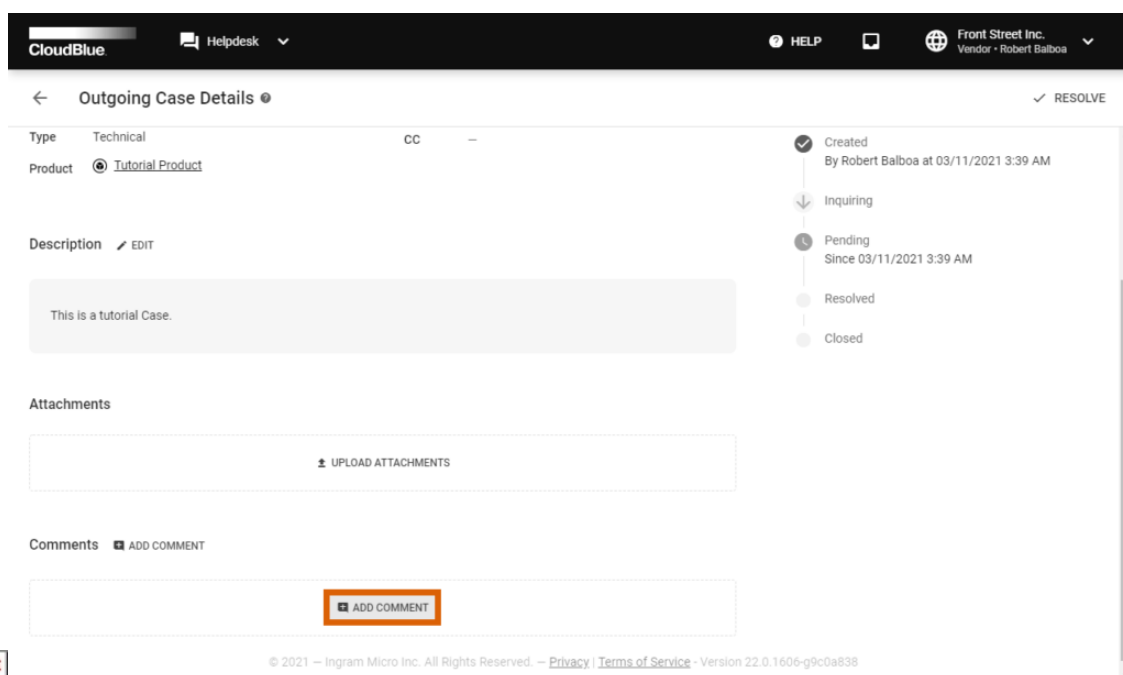 CloudBlue
Helpdesk
HELP
Front Street Inc.
Vendor • Robert Balboa
Outgoing Case Details
RESOLVE
Type Technical CC –
Product Tutorial Product
Created
By Robert Balboa at 03/11/2021 3:39 AM
Inquiring
Pending
Since 03/11/2021 3:39 AM
Resolved
Closed
Description EDIT
This is a tutorial Case.
Attachments
UPLOAD ATTACHMENTS
Comments ADD COMMENT
ADD COMMENT
© 2021 – Ingram Micro Inc. All Rights Reserved. – Privacy | Terms of Service - Version 22.0.1606-g9c0a838